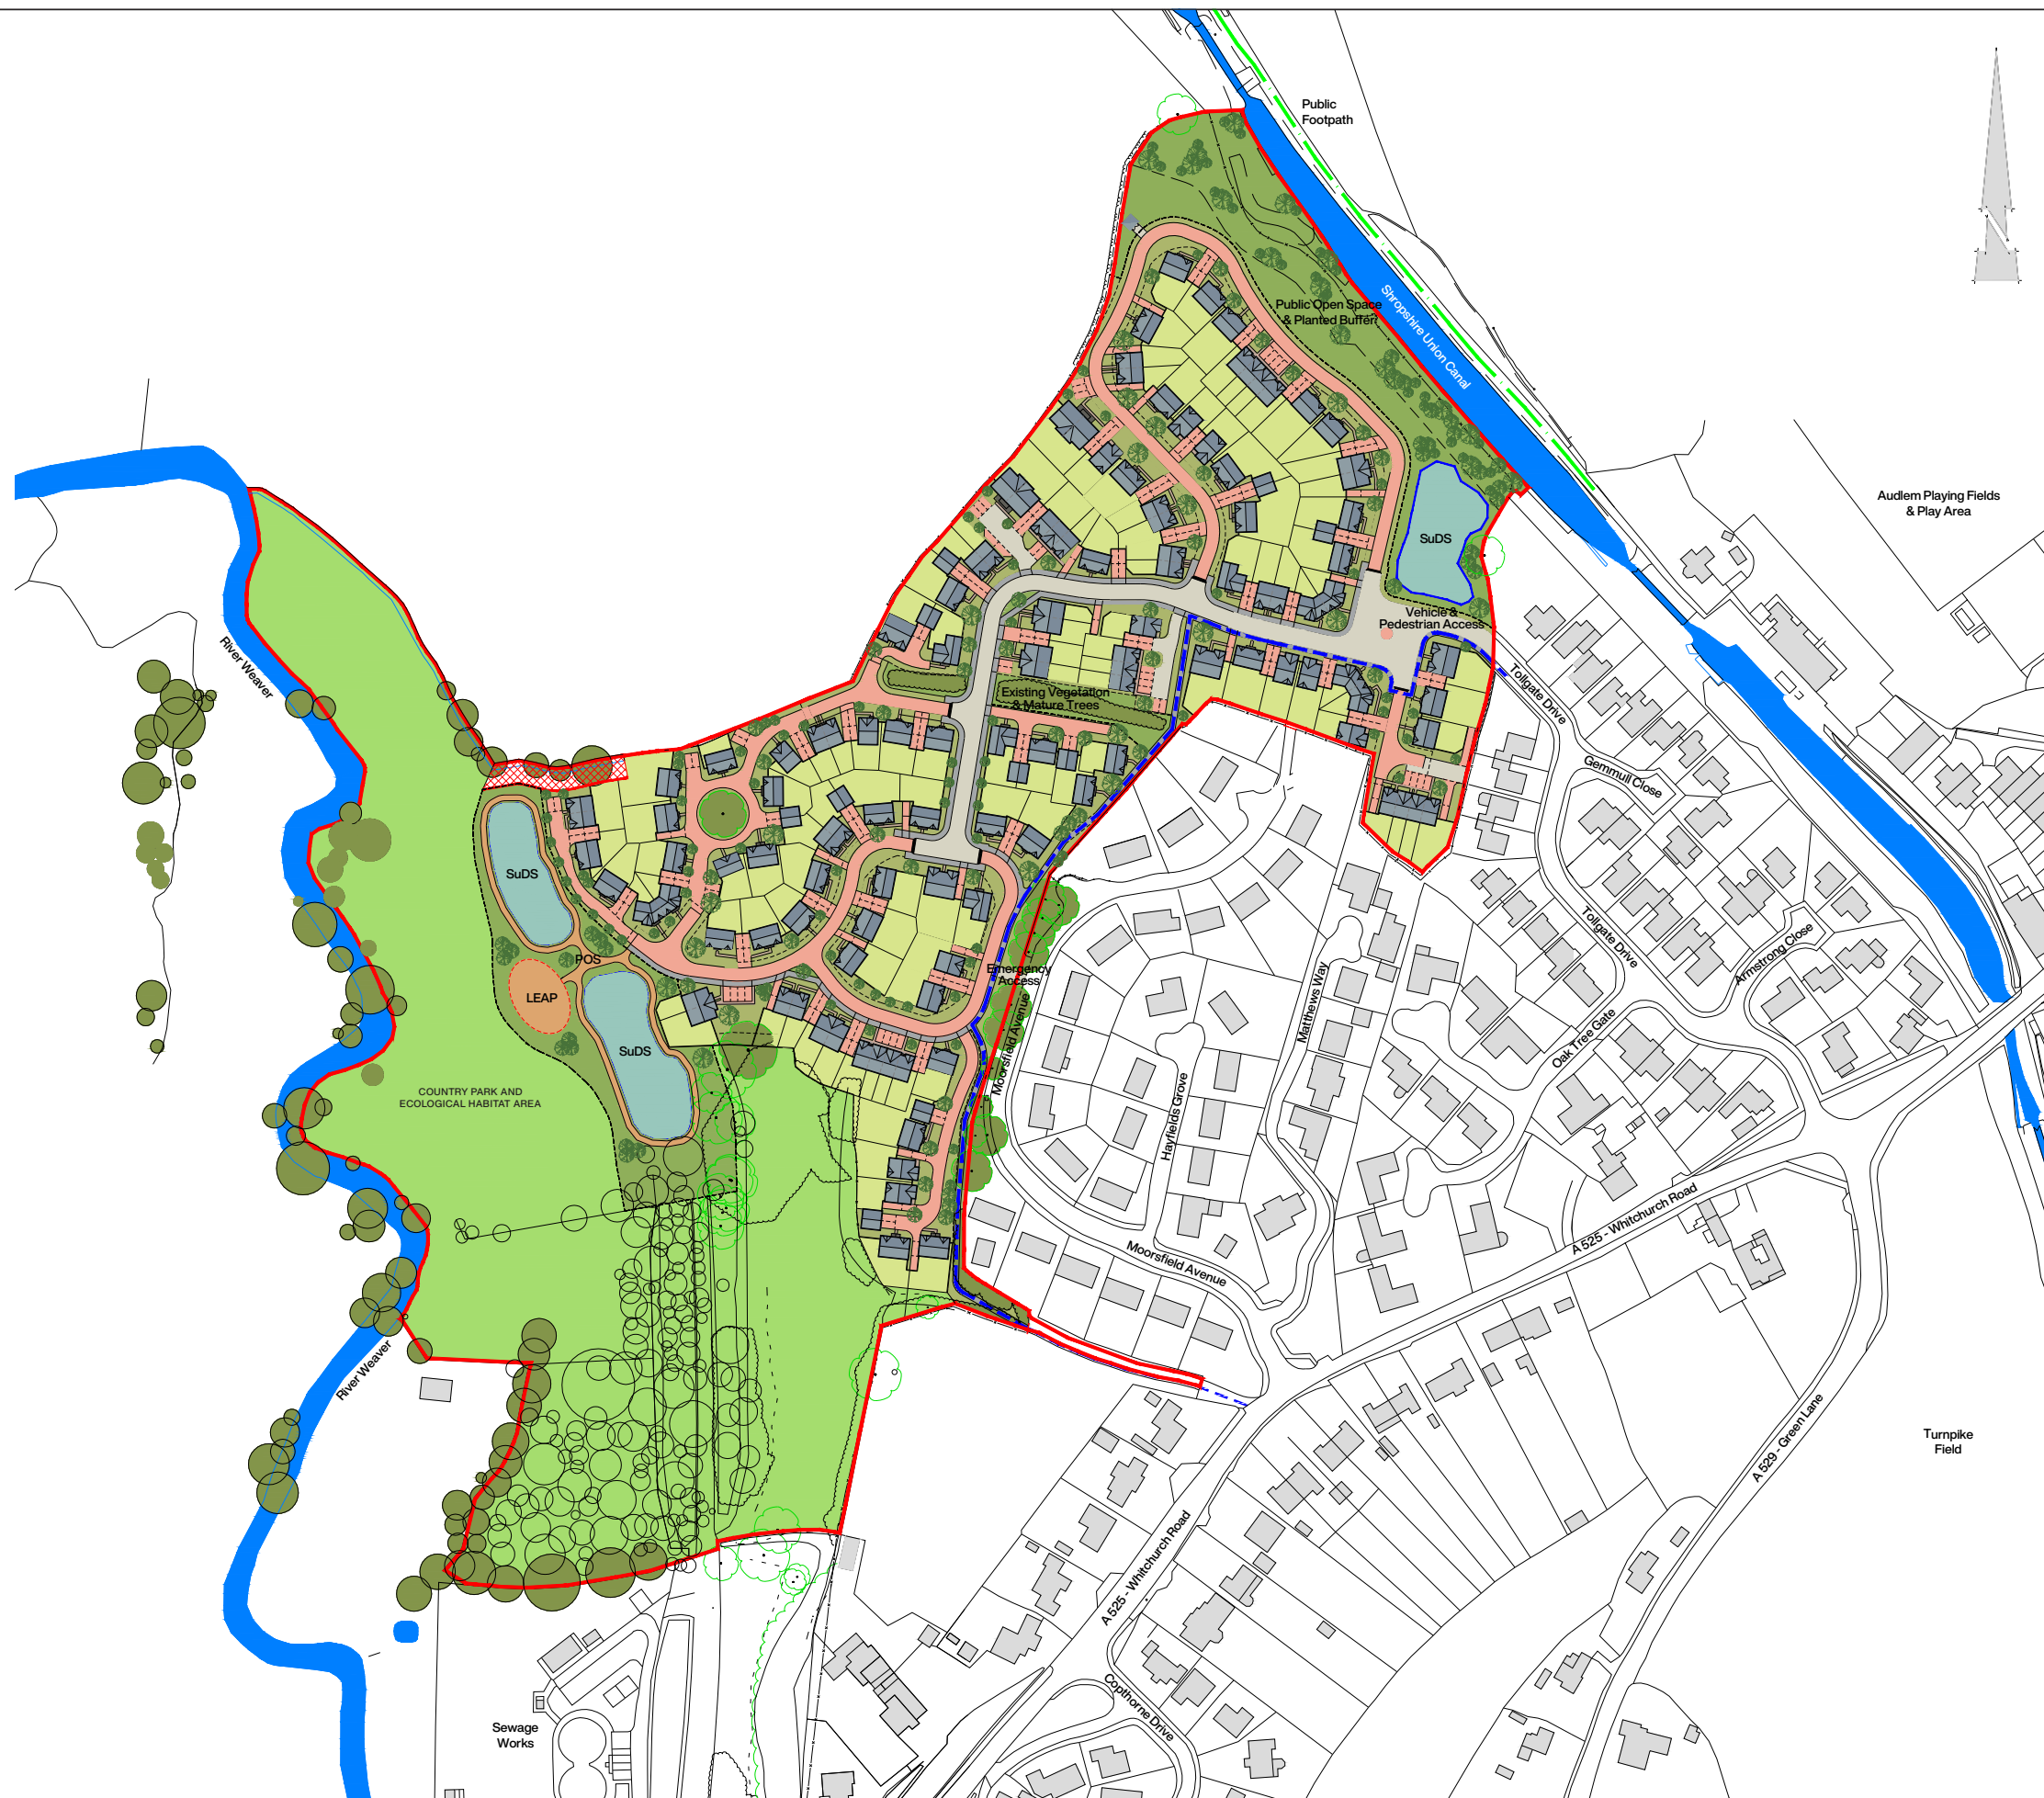 Public
Footpath
Public Open Space
& Planted Buffer
Shropshire Union Canal
Audlem Playing Fields
& Play Area
SuDS
Vehicle &
Pedestrian Access
River Weaver
Existing Vegetation
& Mature Trees
Tollgate Drive
Gemmull Close
SuDS
Tollgate Drive
Armstrong Close
POS
LEAP
Emergency
Access
Moorsfield Avenue
Matthews Way
Oak Tree Gate
SuDS
COUNTRY PARK AND
ECOLOGICAL HABITAT AREA
Hayfields Grove
A 525 - Whitchurch Road
Moorsfield Avenue
River Weaver
A 529 - Green Lane
Turnpike
Field
A 525 - Whitchurch Road
Copthorne Drive
Sewage
Works